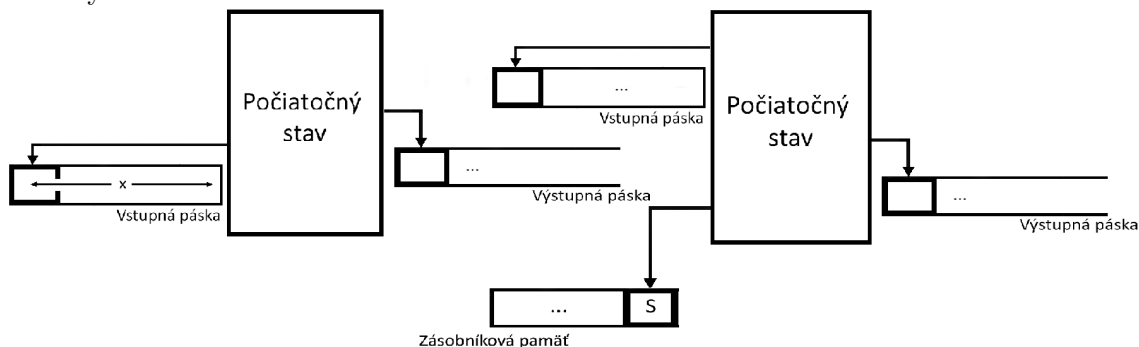 Počiatočný
stav
x
Vstupná páska
...
Výstupná páska
...
Vstupná páska
Počiatočný
stav
...
Výstupná páska
...
S
Zásobníková pamäť